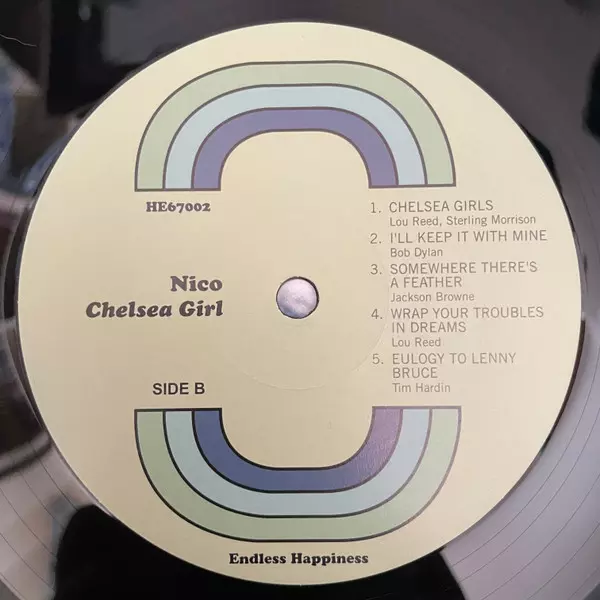 HE67002
Nico
Chelsea Girl
SIDE B
1. CHELSEA GIRLS
Lou Reed, Sterling Morrison
2. I'LL KEEP IT WITH MINE
Bob Dylan
3. SOMEWHERE THERE'S
A FEATHER
Jackson Browne
4. WRAP YOUR TROUBLES
IN DREAMS
Lou Reed
5. EULOGY TO LENNY
BRUCE
Tim Hardin
Endless Happiness